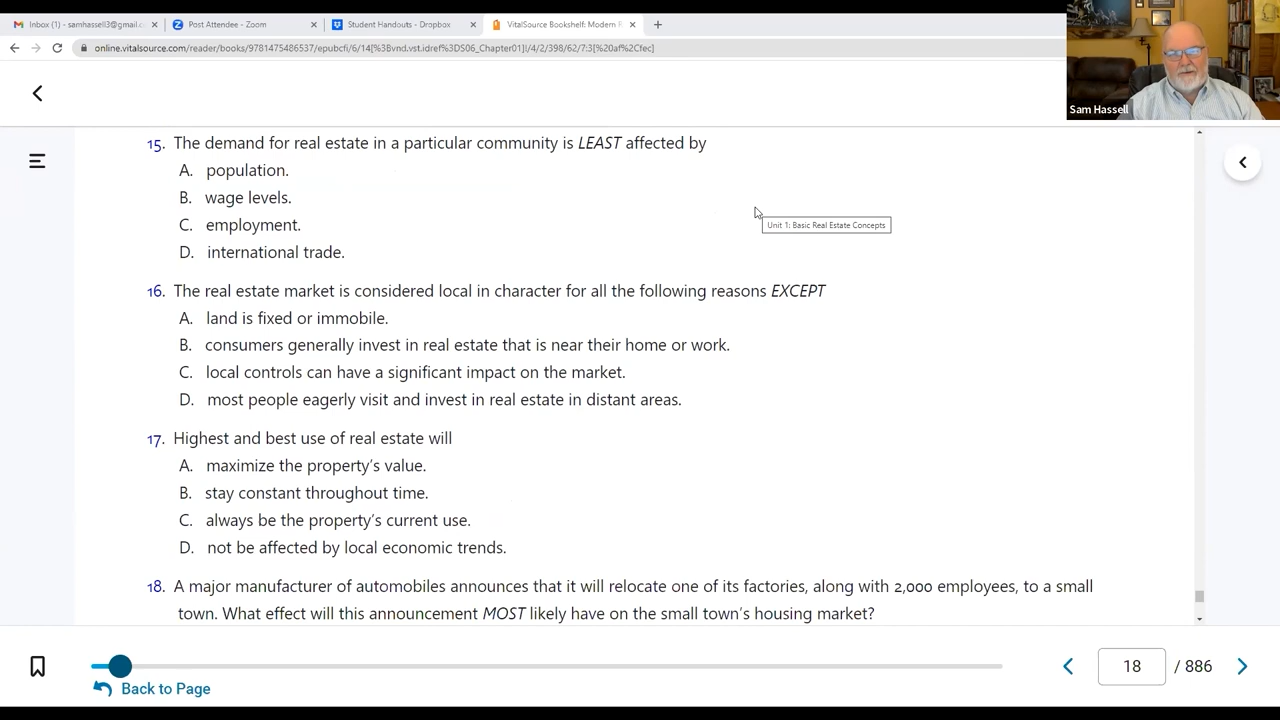 Inbox (1) - samhassell3@gmail.c
Post Attendee - Zoom
Student Handouts - Dropbox
VitalSource Bookshelf: Modern R
online.vitalsource.com/reader/books/9781475486537/epubcfi/6/14[%3Bvnd.vst.idref%3DS06_Chapter01]!/4/2/398/62/7:3[%20af%2Cfec]
Sam Hassell
15. The demand for real estate in a particular community is LEAST affected by
A. population.
B. wage levels.
C. employment.
D. international trade.
Unit 1: Basic Real Estate Concepts
16. The real estate market is considered local in character for all the following reasons EXCEPT
A. land is fixed or immobile.
B. consumers generally invest in real estate that is near their home or work.
C. local controls can have a significant impact on the market.
D. most people eagerly visit and invest in real estate in distant areas.
17. Highest and best use of real estate will
A. maximize the property's value.
B. stay constant throughout time.
C. always be the property's current use.
D. not be affected by local economic trends.
18. A major manufacturer of automobiles announces that it will relocate one of its factories, along with 2,000 employees, to a small
town. What effect will this announcement MOST likely have on the small town's housing market?
18 / 886
Back to Page